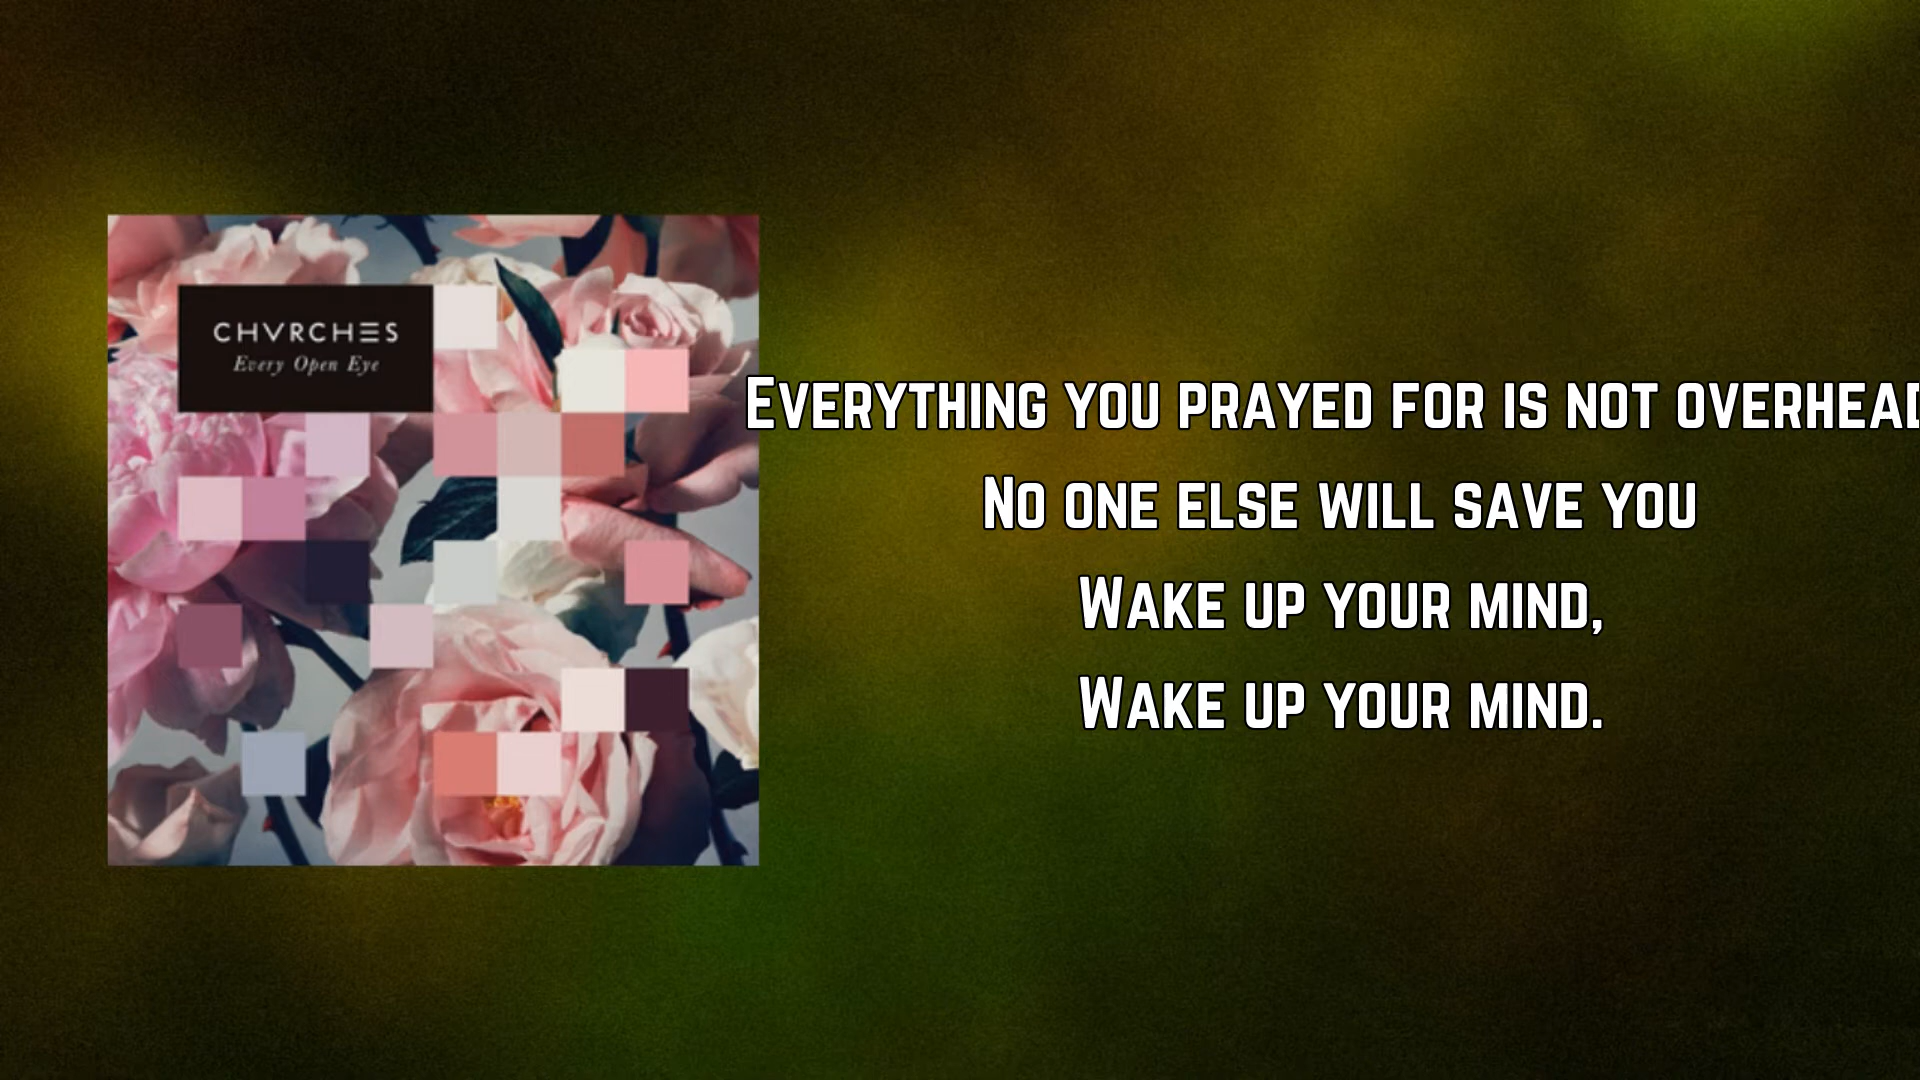 CHVRCHΞS
Every Open Eye
Everything you prayed for is not overhead
No one else will save you
Wake up your mind,
Wake up your mind.